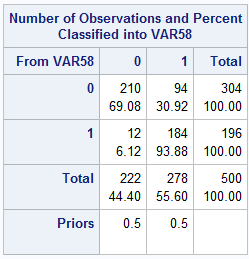 Number of Observations and Percent
Classified into VAR58
From VAR58 0 1 Total
0 210 94 304
69.08 30.92 100.00
1 12 184 196
6.12 93.88 100.00
Total 222 278 500
44.40 55.60 100.00
Priors 0.5 0.5